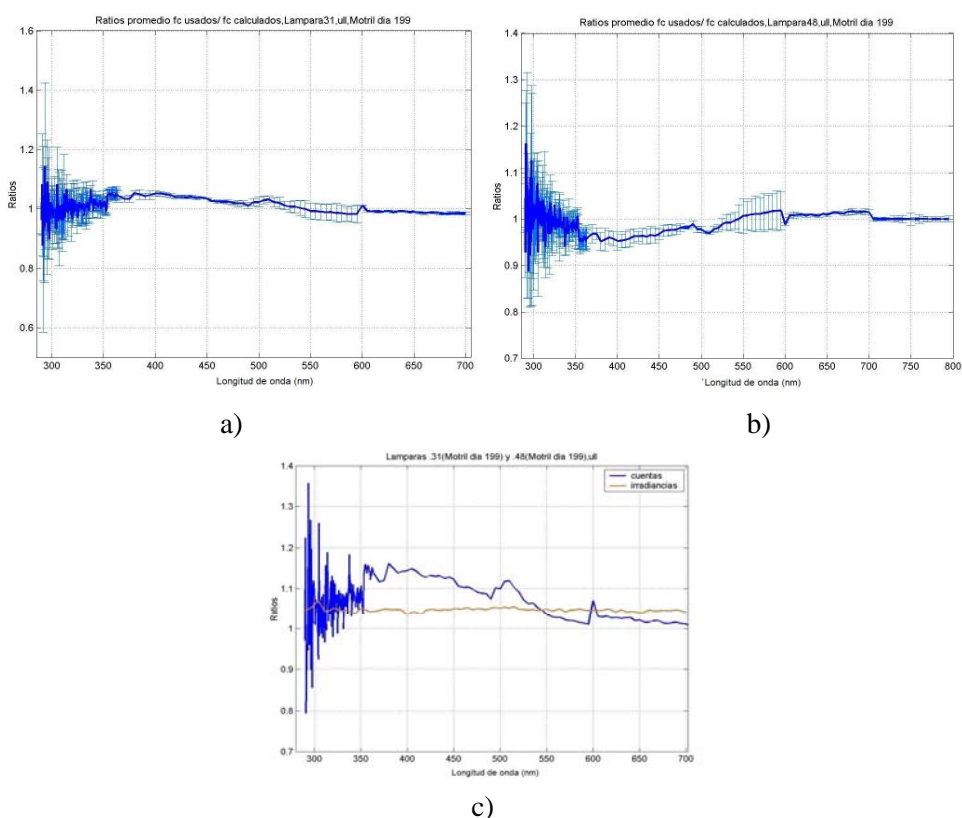 Ratios promedio fc usados/ fc calculados,Lampara31,ull,Motril dia 199
1.6
1.4
1.2
1
0.8
0.6
Ratios
300 350 400 450 500 550 600 650 700
Longitud de onda (nm)
a)
Ratios promedio fc usados/ fc calculados,Lampara48,ull,Motril dia 199
1.4
1.3
1.2
1.1
1
0.9
0.8
0.7
Ratios
300 350 400 450 500 550 600 650 700 750 800
`Longitud de onda (nm)
b)
Lamparas .31(Motril dia 199) y .48(Motril dia 199),ull
1.4
1.3
1.2
1.1
1
0.9
0.8
0.7
Ratios
cuentas
irradiancias
300 350 400 450 500 550 600 650 700
Longitud de onda (nm)
c)